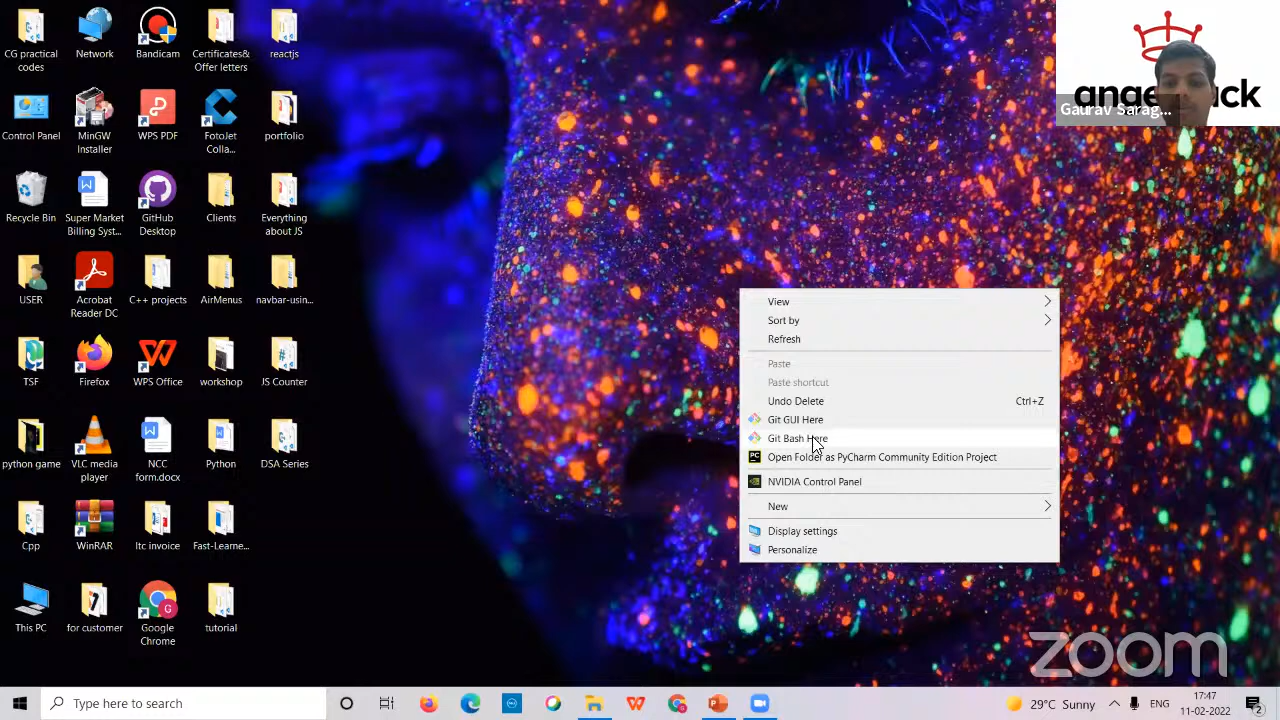 CG practical
codes
Network
Bandicam
Certificates&
Offer letters
reactjs
Control Panel
MinGW
Installer
WPS PDF
FotoJet
Colla...
portfolio
Recycle Bin
Super Market
Billing Syst...
GitHub
Desktop
Clients
Everything
about JS
USER
Acrobat
Reader DC
C++ projects
AirMenus
navbar-usin...
TSF
Firefox
WPS Office
workshop
JS Counter
python game
VLC media
player
NCC
form.docx
Python
DSA Series
Cpp
WinRAR
ltc invoice
Fast-Learne...
This PC
for customer
Google
Chrome
tutorial
Gaurav Sarag...
View
Sort by
Refresh
Paste
Paste shortcut
Undo Delete Ctrl+Z
Git GUI Here
Git Bash Here
Open Folder as PyCharm Community Edition Project
NVIDIA Control Panel
New
Display settings
Personalize
zoom
Type here to search
29°C Sunny
ENG
17:47
11-02-2022
2